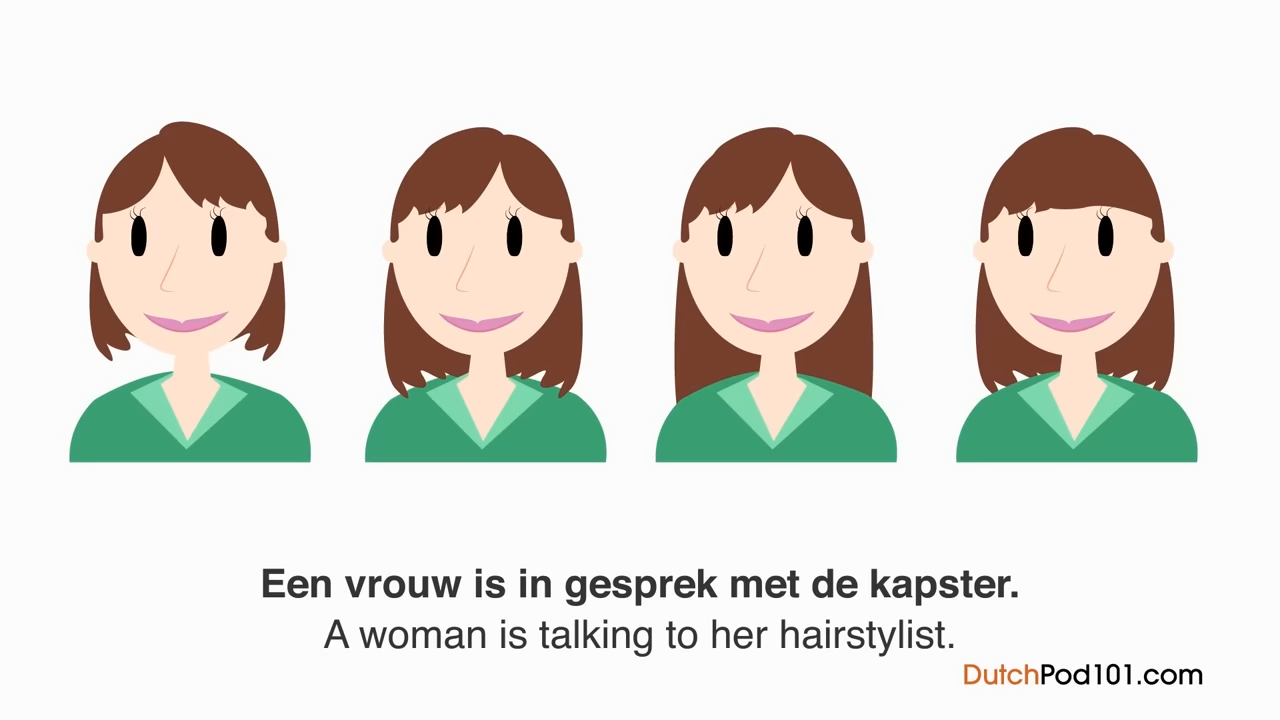 Een vrouw is in gesprek met de kapster.
A woman is talking to her hairstylist.
DutchPod101.com